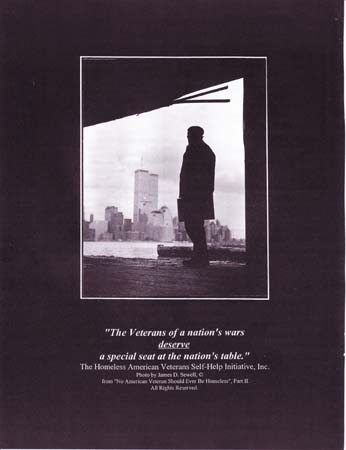 "The Veterans of a nation's wars
deserve
a special seat at the nation's table."
The Homeless American Veterans Self-Help Initiative, Inc.
Photo by James D. Sewell, ©
from "No American Veteran Should Ever Be Homeless", Part II
All Rights Reserved.